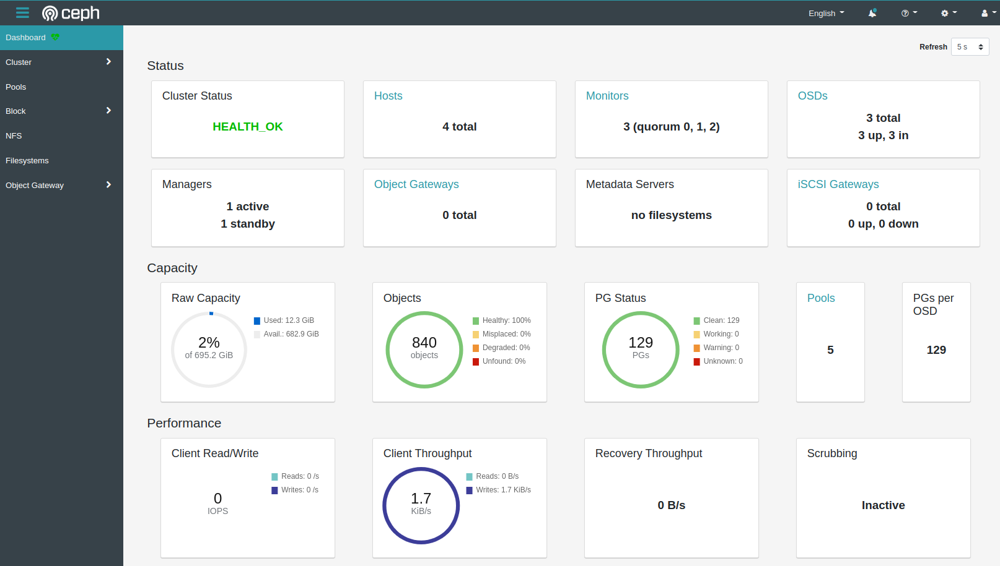 ceph
English
Dashboard
Cluster
Pools
Block
NFS
Filesystems
Object Gateway
Refresh 5 s
Status
Cluster Status
HEALTH_OK
Hosts
4 total
Monitors
3 (quorum 0, 1, 2)
OSDs
3 total
3 up, 3 in
Managers
1 active
1 standby
Object Gateways
0 total
Metadata Servers
no filesystems
iSCSI Gateways
0 total
0 up, 0 down
Capacity
Raw Capacity
2%
of 695.2 GiB
Used: 12.3 GiB
Avail.: 682.9 GiB
Objects
840
objects
Healthy: 100%
Misplaced: 0%
Degraded: 0%
Unfound: 0%
PG Status
129
PGs
Clean: 129
Working: 0
Warning: 0
Unknown: 0
Pools
5
PGs per
OSD
129
Performance
Client Read/Write
0
IOPS
Reads: 0 /s
Writes: 0 /s
Client Throughput
1.7
KiB/s
Reads: 0 B/s
Writes: 1.7 KiB/s
Recovery Throughput
0 B/s
Scrubbing
Inactive